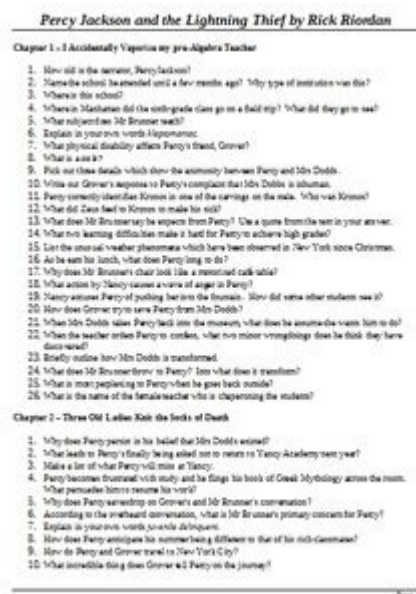 Percy Jackson and the Lightning Thief by Rick Riordan
Chapter 1 – I Accidentally Vaporise my pre-Algebra Teacher
1. How old is the narrator, Percy Jackson?
2. Name the school he attended until a few months ago? Why type of institution was this?
3. Where is this school?
4. Where in Manhattan did the sixth-grade class go on a field trip? What did they go to see?
5. What subject does Mr Brunner teach?
6. Explain in your own words kleptomaniac.
7. What physical disability affects Percy's friend, Grover?
8. What is a
9. Pick out three details which show the animosity between Percy and Mrs Dodds.
10. Write out Grover's response to Percy's complaint that Mrs Dodds is inhuman.
11. Percy correctly identifies Kronos in one of the carvings on the stele. Who was Kronos?
12. What did Zeus feed to Kronos to make him sick?
13. What does Mr Brunner say he expects from Percy? Use a quote from the text in your answer.
14. What two learning difficulties make it hard for Percy to achieve high grades?
15. List the unusual weather phenomena which have been observed in New York since Christmas.
16. As he eats his lunch, what does Percy long to do?
17. Why does Mr Brunner's chair look like a motorised café table?
18. What action by Nancy causes a wave of anger in Percy?
19. Nancy accuses Percy of pushing her into the fountain. How did some other students see it?
20. How does Grover try to save Percy from Mrs Dodds?
21. When Mrs Dodds takes Percy back into the museum, what does he assume she wants him to do?
22. When the teacher orders Percy to confess, what two minor wrongdoings does he think they have
discovered?
23. Briefly outline how Mrs Dodds is transformed.
24. What does Mr Brunner throw to Percy? Into what does it transform?
25. What is most perplexing to Percy when he goes back outside?
26. What is the name of the female teacher who is chaperoning the students?
Chapter 2 – Three Old Ladies Knit the Socks of Death
1. Why does Percy persist in his belief that Mrs Dodds existed?
2. What leads to Percy's finally being asked not to return to Yancy Academy next year?
3. Make a list of what Percy will miss at Yancy.
4. Percy becomes frustrated with study and he flings his book of Greek Mythology across the room.
What persuades him to resume his work?
5. Why does Percy eavesdrop on Grover's and Mr Brunner's conversation?
6. According to the overheard conversation, what is Mr Brunner's primary concern for Percy?
7. Explain in your own words juvenile delinquent.
8. How does Percy anticipate his summer being different to that of his rich classmates?
9. How do Percy and Grover travel to New York City?
10. What incredible thing does Grover tell Percy on the journey?